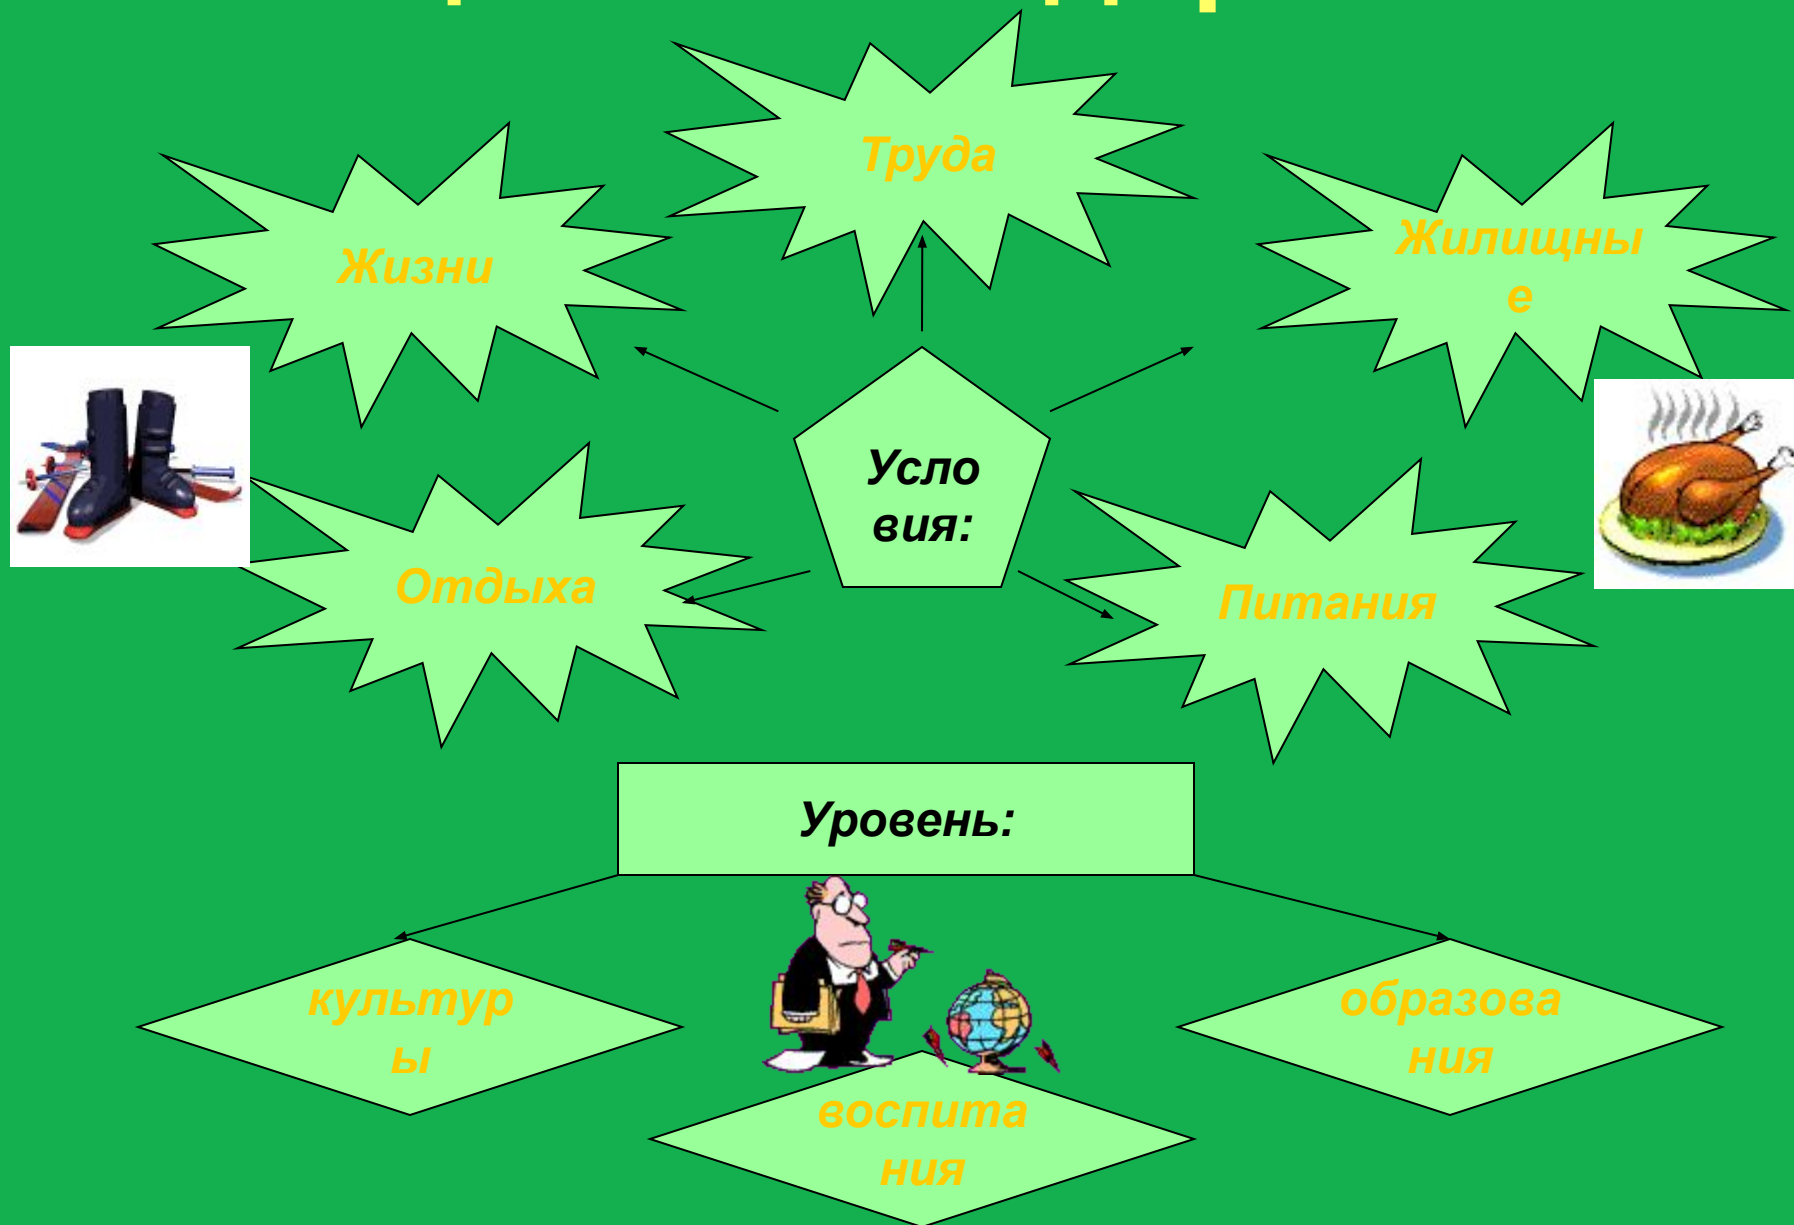 Труда
Жизни
Жилищны
е
Усло
вия:
Отдыха
Питания
Уровень:
культур
ы
образова
ния
воспита
ния